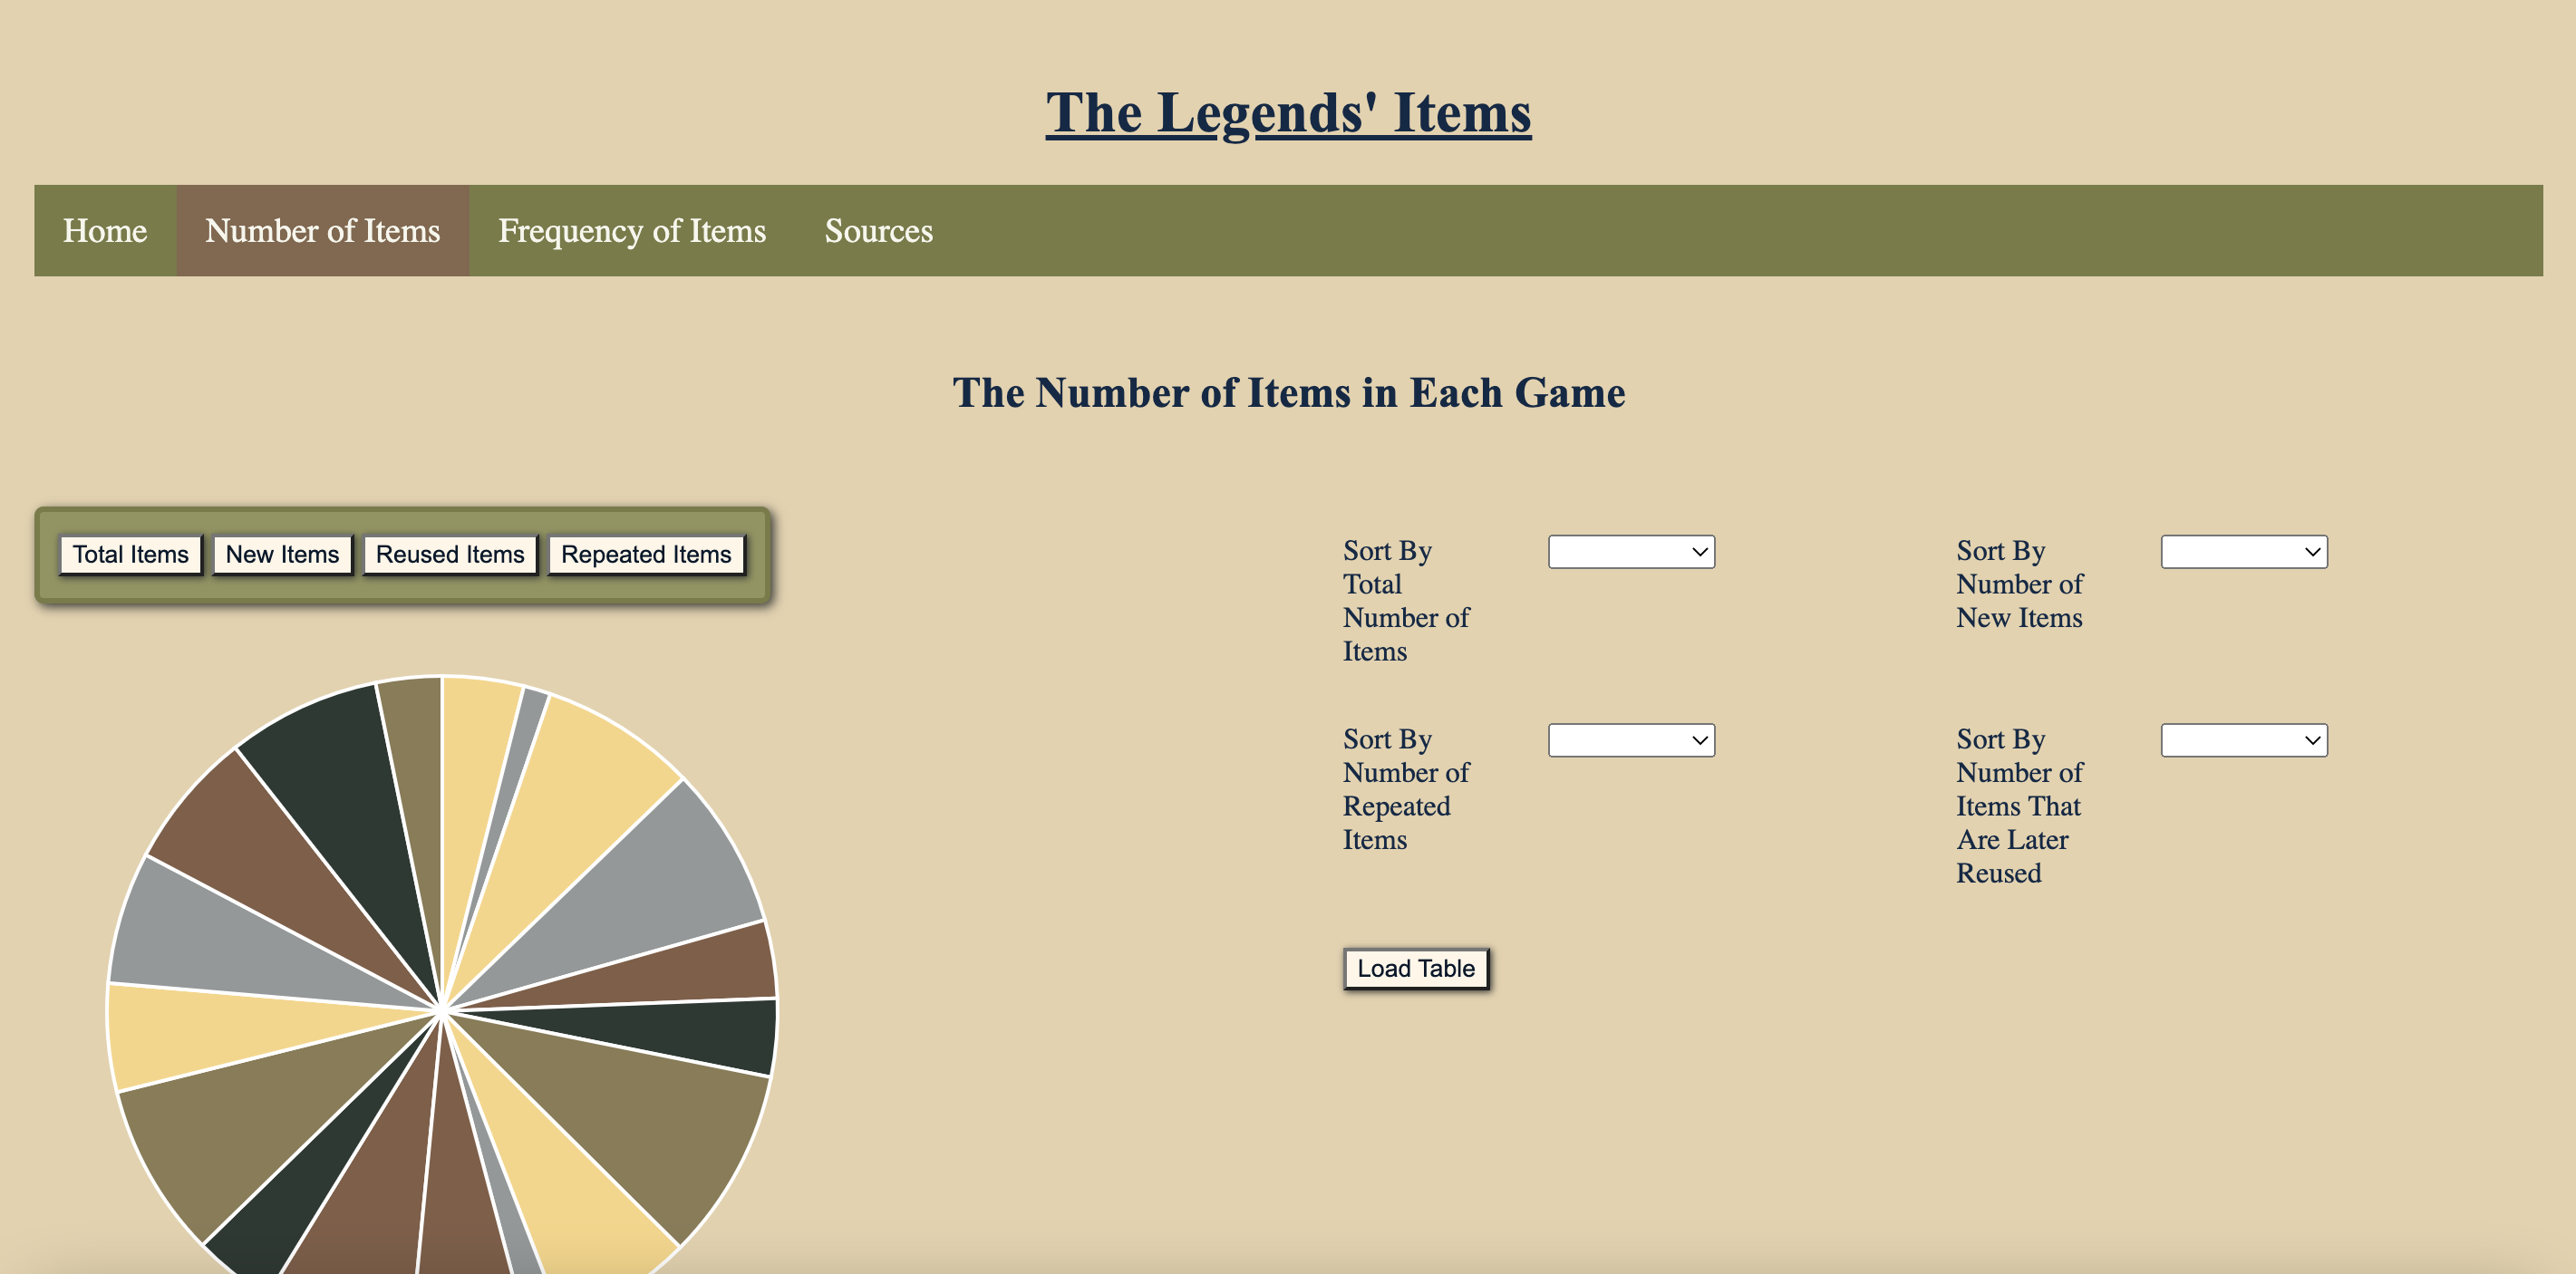 The Legends' Items
Home Number of Items Frequency of Items Sources
The Number of Items in Each Game
Total Items New Items Reused Items Repeated Items
Sort By
Total
Number of
Items
Sort By
Number of
New Items
Sort By
Number of
Repeated
Items
Sort By
Number of
Items That
Are Later
Reused
Load Table